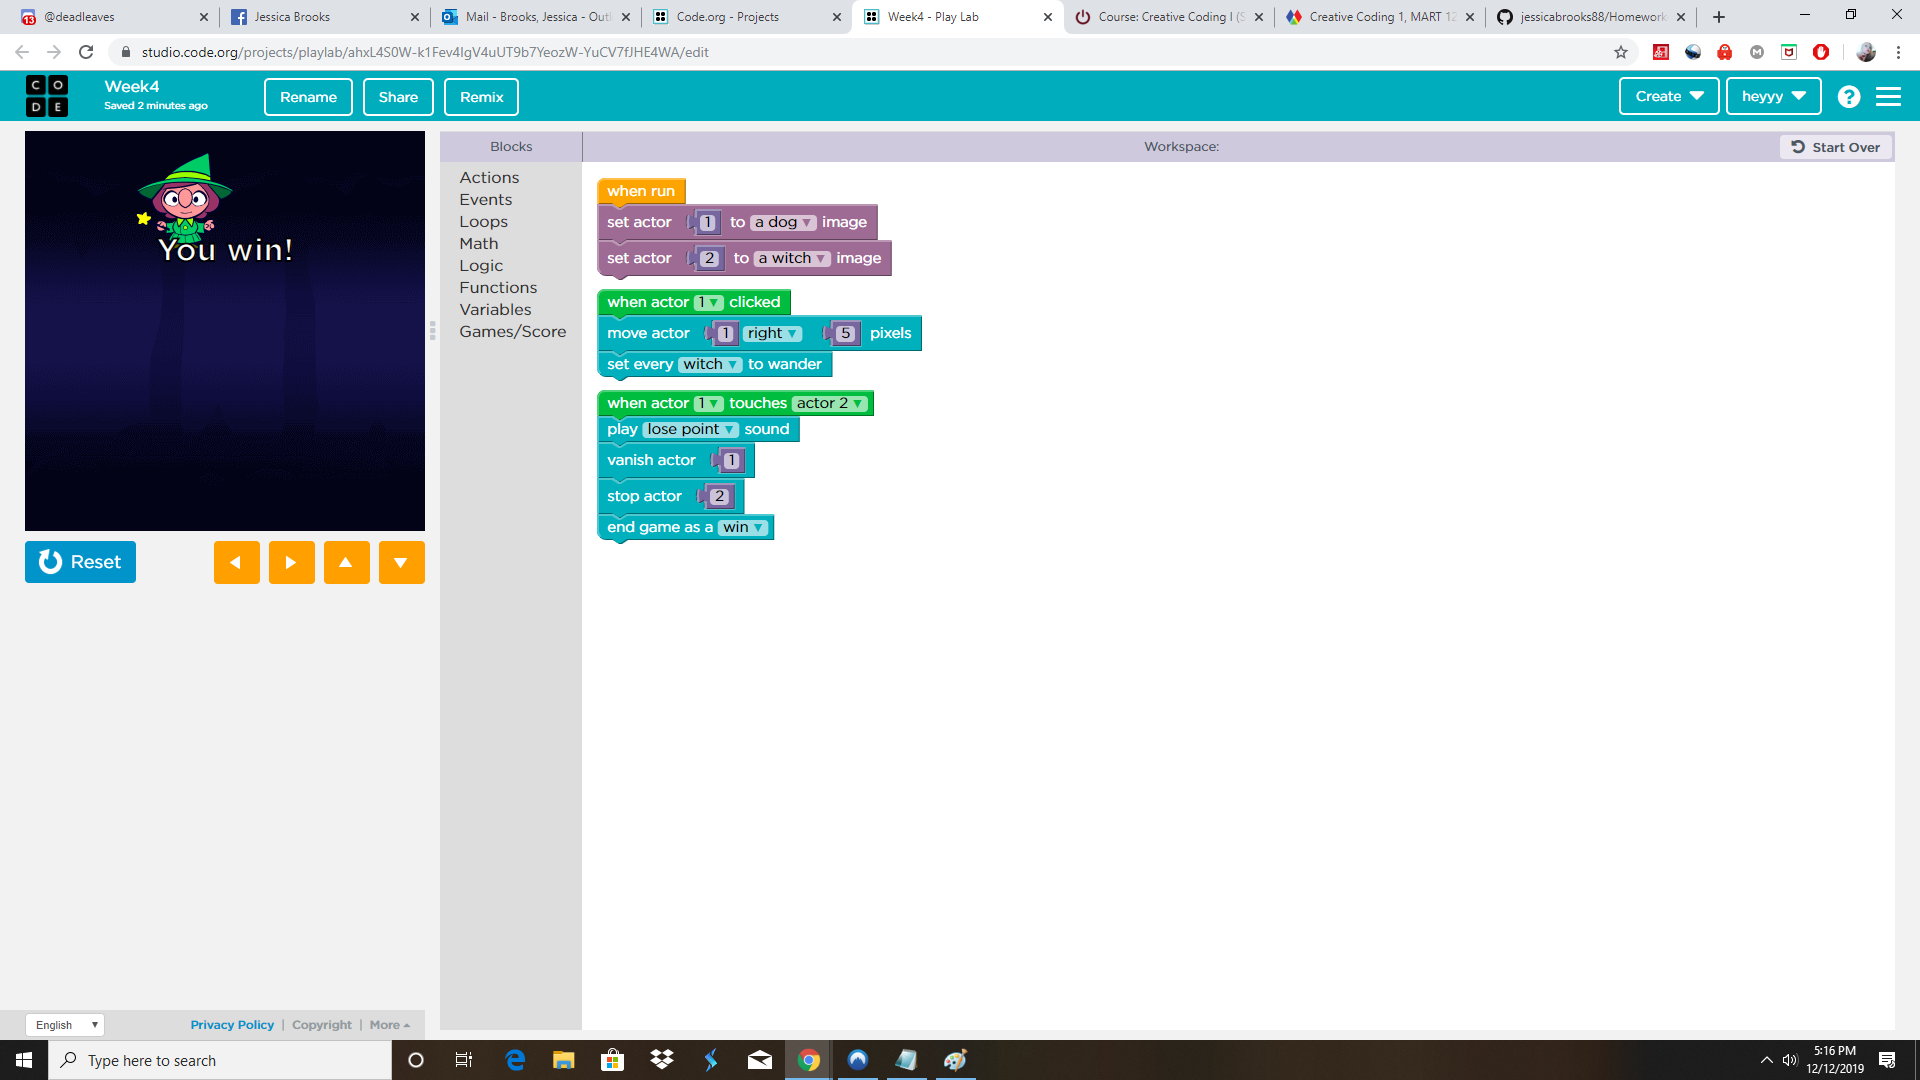 13 @deadleaves
Jessica Brooks
Mail - Brooks, Jessica - Outl
Code.org - Projects
Week4 - Play Lab
Course: Creative Coding I (S
Creative Coding 1, MART 12
jessicabrooks88/Homework
studio.code.org/projects/playlab/ahxL4S0W-k1Fev4IgV4uUT9b7YeozW-YuCV7fJHE4WA/edit
C O
D E
Week4
Saved 2 minutes ago
Rename
Share
Remix
Create
heyyy
?
Blocks
Workspace:
Start Over
You win!
Reset
Actions
Events
Loops
Math
Logic
Functions
Variables
Games/Score
when run
set actor 1 to a dog image
set actor 2 to a witch image
when actor 1 clicked
move actor 1 right 5 pixels
set every witch to wander
when actor 1 touches actor 2
play lose point sound
vanish actor 1
stop actor 2
end game as a win
English
Privacy Policy | Copyright | More
Type here to search
5:16 PM
12/12/2019